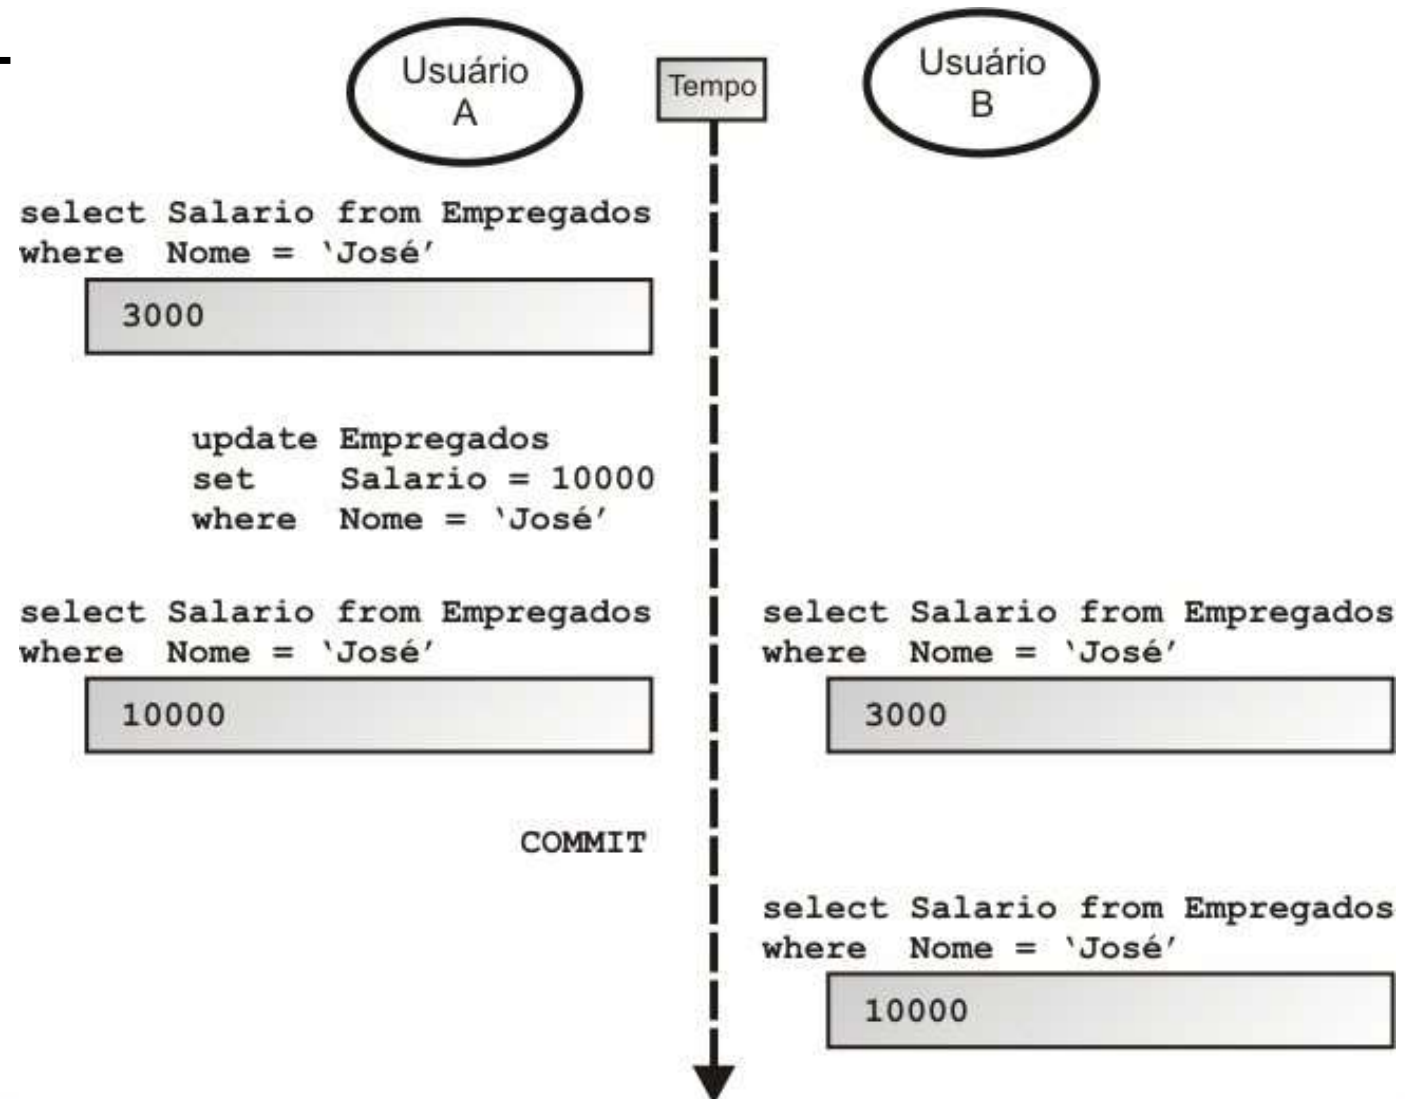 Usuário
A
Tempo
Usuário
B
select Salario from Empregados
where Nome = ‘José’
3000
update Empregados
set Salario = 10000
where Nome = ‘José’
select Salario from Empregados
where Nome = ‘José’
10000
select Salario from Empregados
where Nome = ‘José’
3000
COMMIT
select Salario from Empregados
where Nome = ‘José’
10000